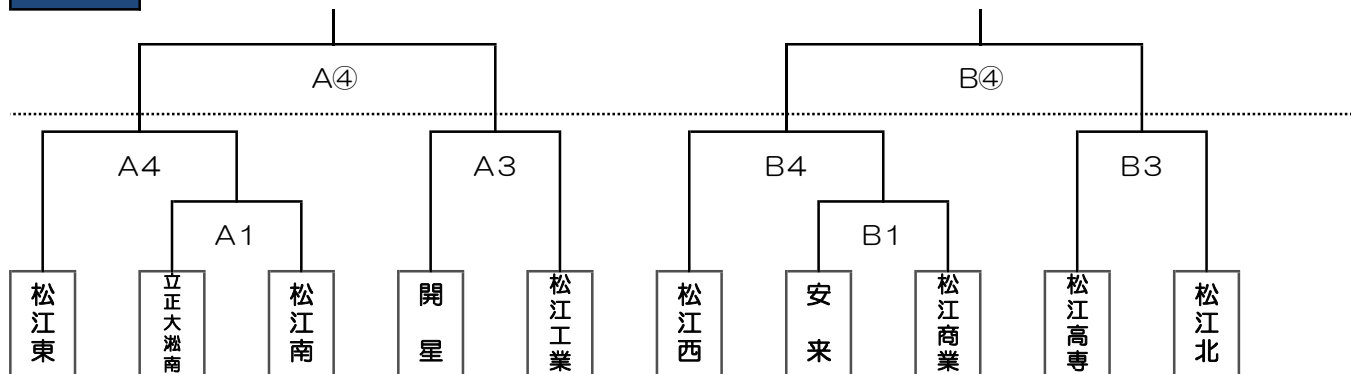 A④
B④
A4
A3
B4
B3
A1
B1
松江東
立正大淞南
松江南
開星
松江工業
松江西
安来
松江商業
松江高専
松江北